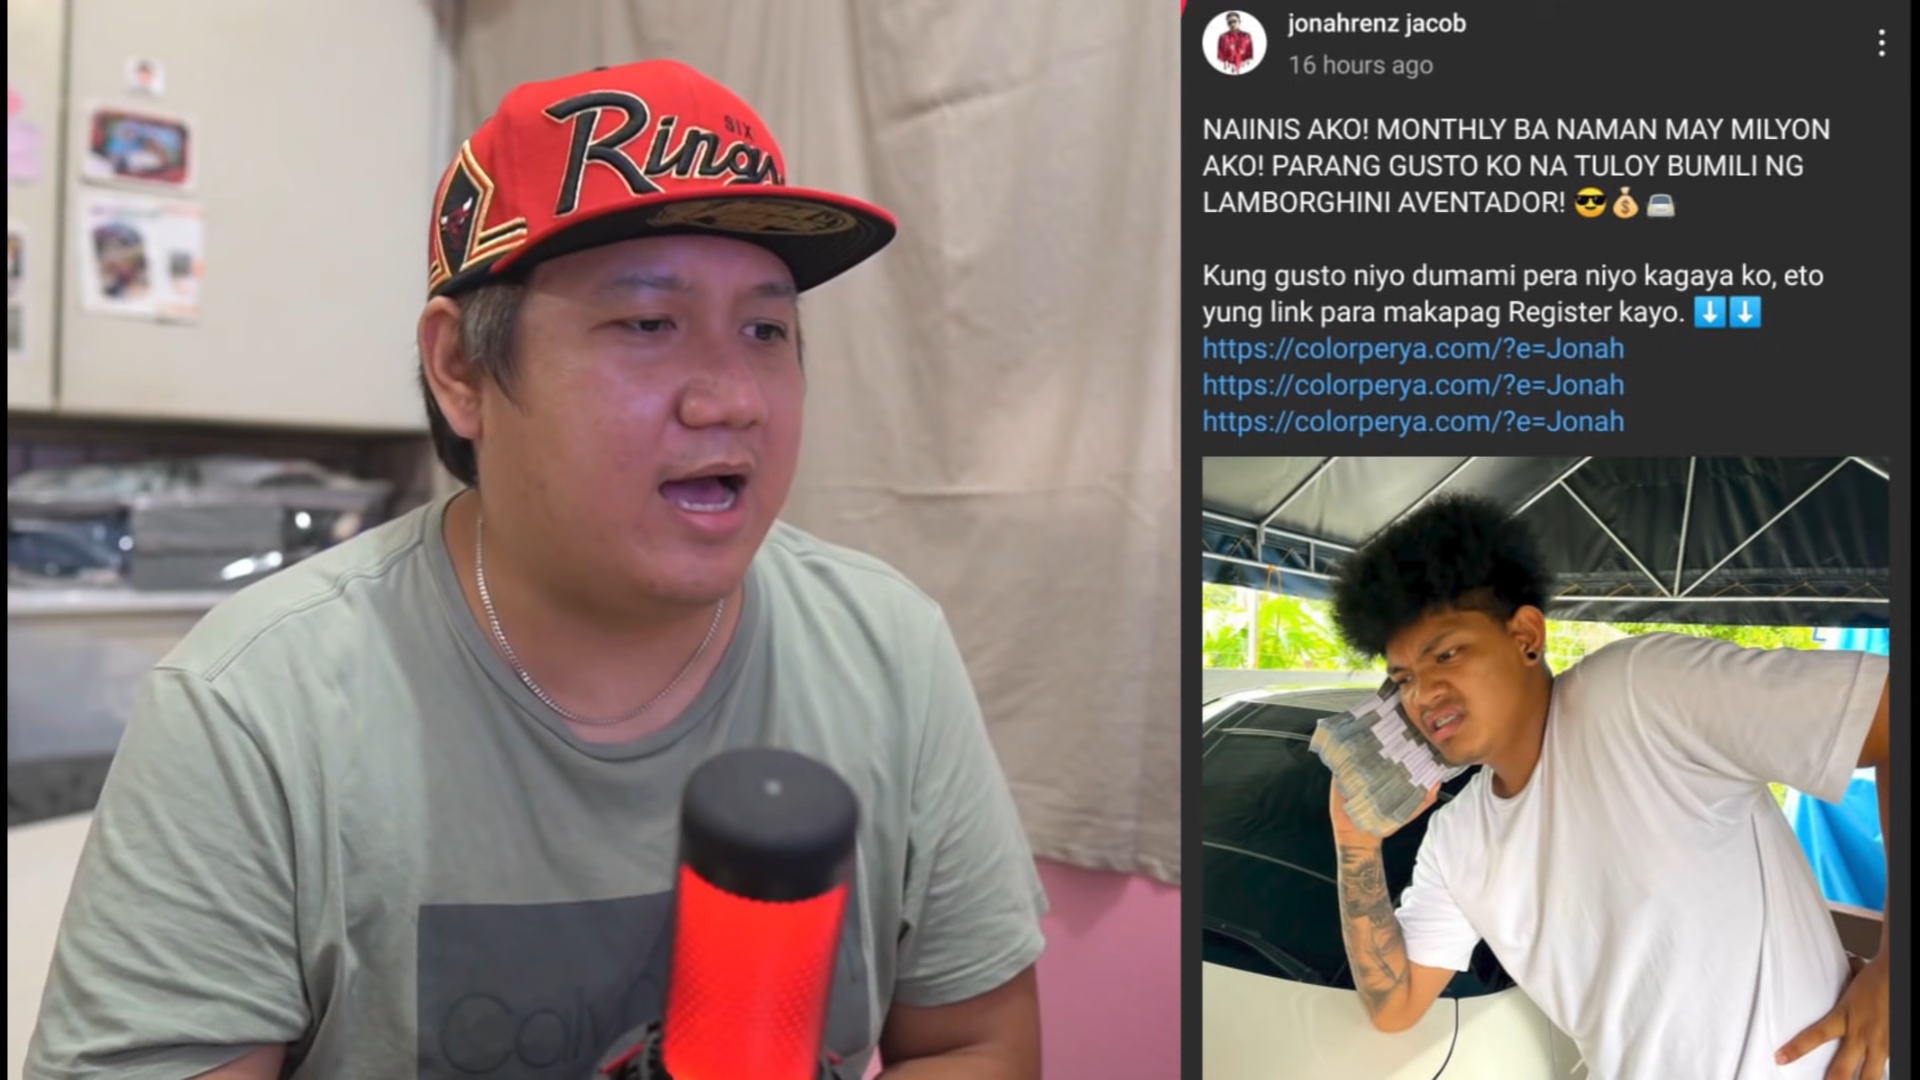 SIX
Rings
Calv
jonahrenz jacob
16 hours ago
NAIINIS AKO! MONTHLY BA NAMAN MAY MILYON
AKO! PARANG GUSTO KO NA TULOY BUMILI NG
LAMBORGHINI AVENTADOR! 😎💰🚘
Kung gusto niyo dumami pera niyo kagaya ko, eto
yung link para makapag Register kayo. ⬇️⬇️
https://colorperya.com/?e=Jonah
https://colorperya.com/?e=Jonah
https://colorperya.com/?e=Jonah